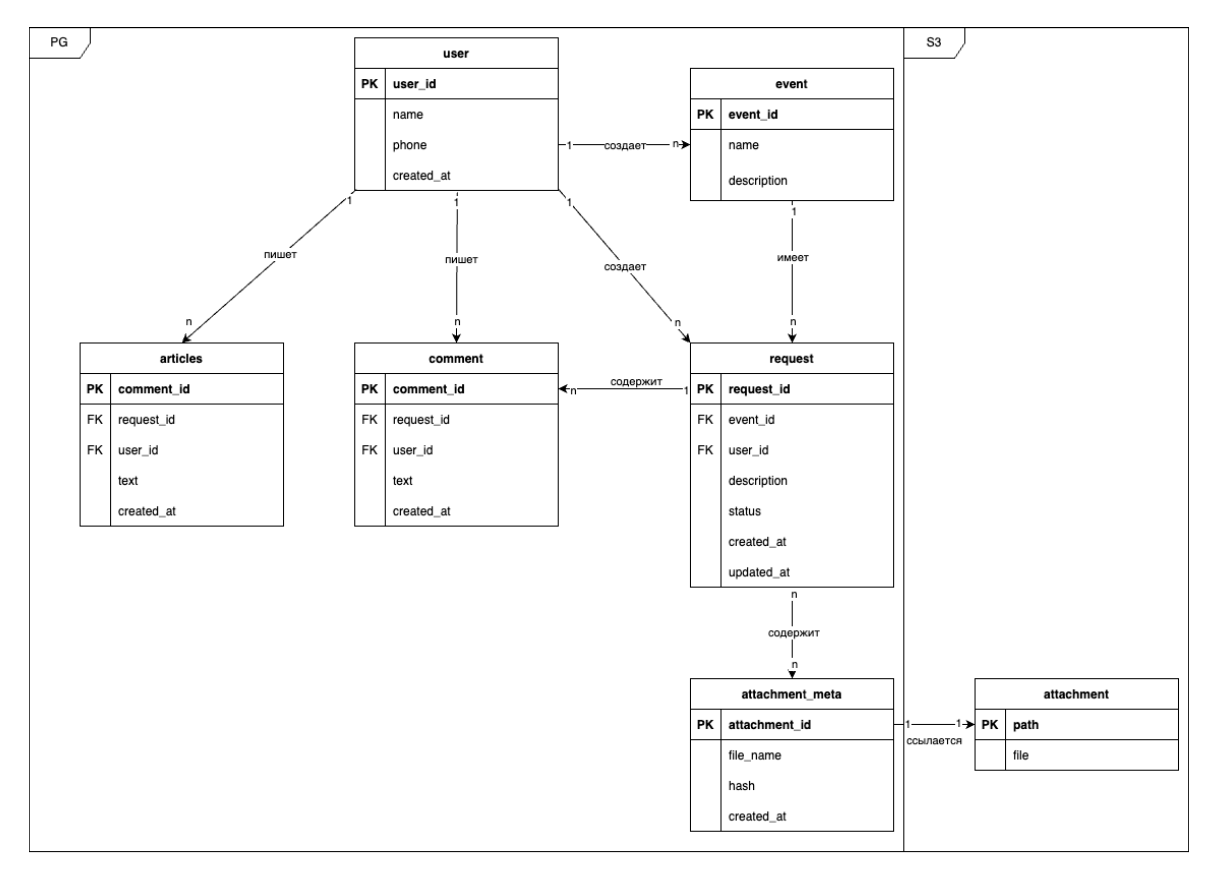 PG
S3
user
PK user_id
name
phone
created_at
event
PK event_id
name
description
1 создает n
1
1
1
1
пишет
пишет
создает
имеет
n
n
n
n
articles
PK comment_id
FK request_id
FK user_id
text
created_at
comment
PK comment_id
FK request_id
FK user_id
text
created_at
n содержит 1
request
PK request_id
FK event_id
FK user_id
description
status
created_at
updated_at
n
содержит
n
attachment_meta
PK attachment_id
file_name
hash
created_at
1 1
ссылается
attachment
PK path
file